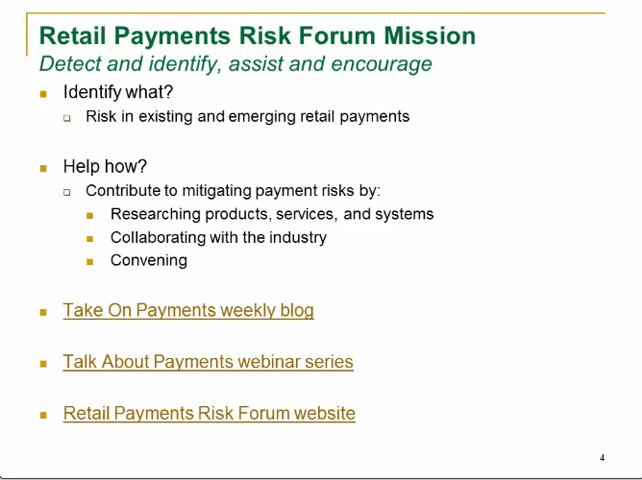 Retail Payments Risk Forum Mission
Detect and identify, assist and encourage
Identify what?
Risk in existing and emerging retail payments
Help how?
Contribute to mitigating payment risks by:
Researching products, services, and systems
Collaborating with the industry
Convening
Take On Payments weekly blog
Talk About Payments webinar series
Retail Payments Risk Forum website
4